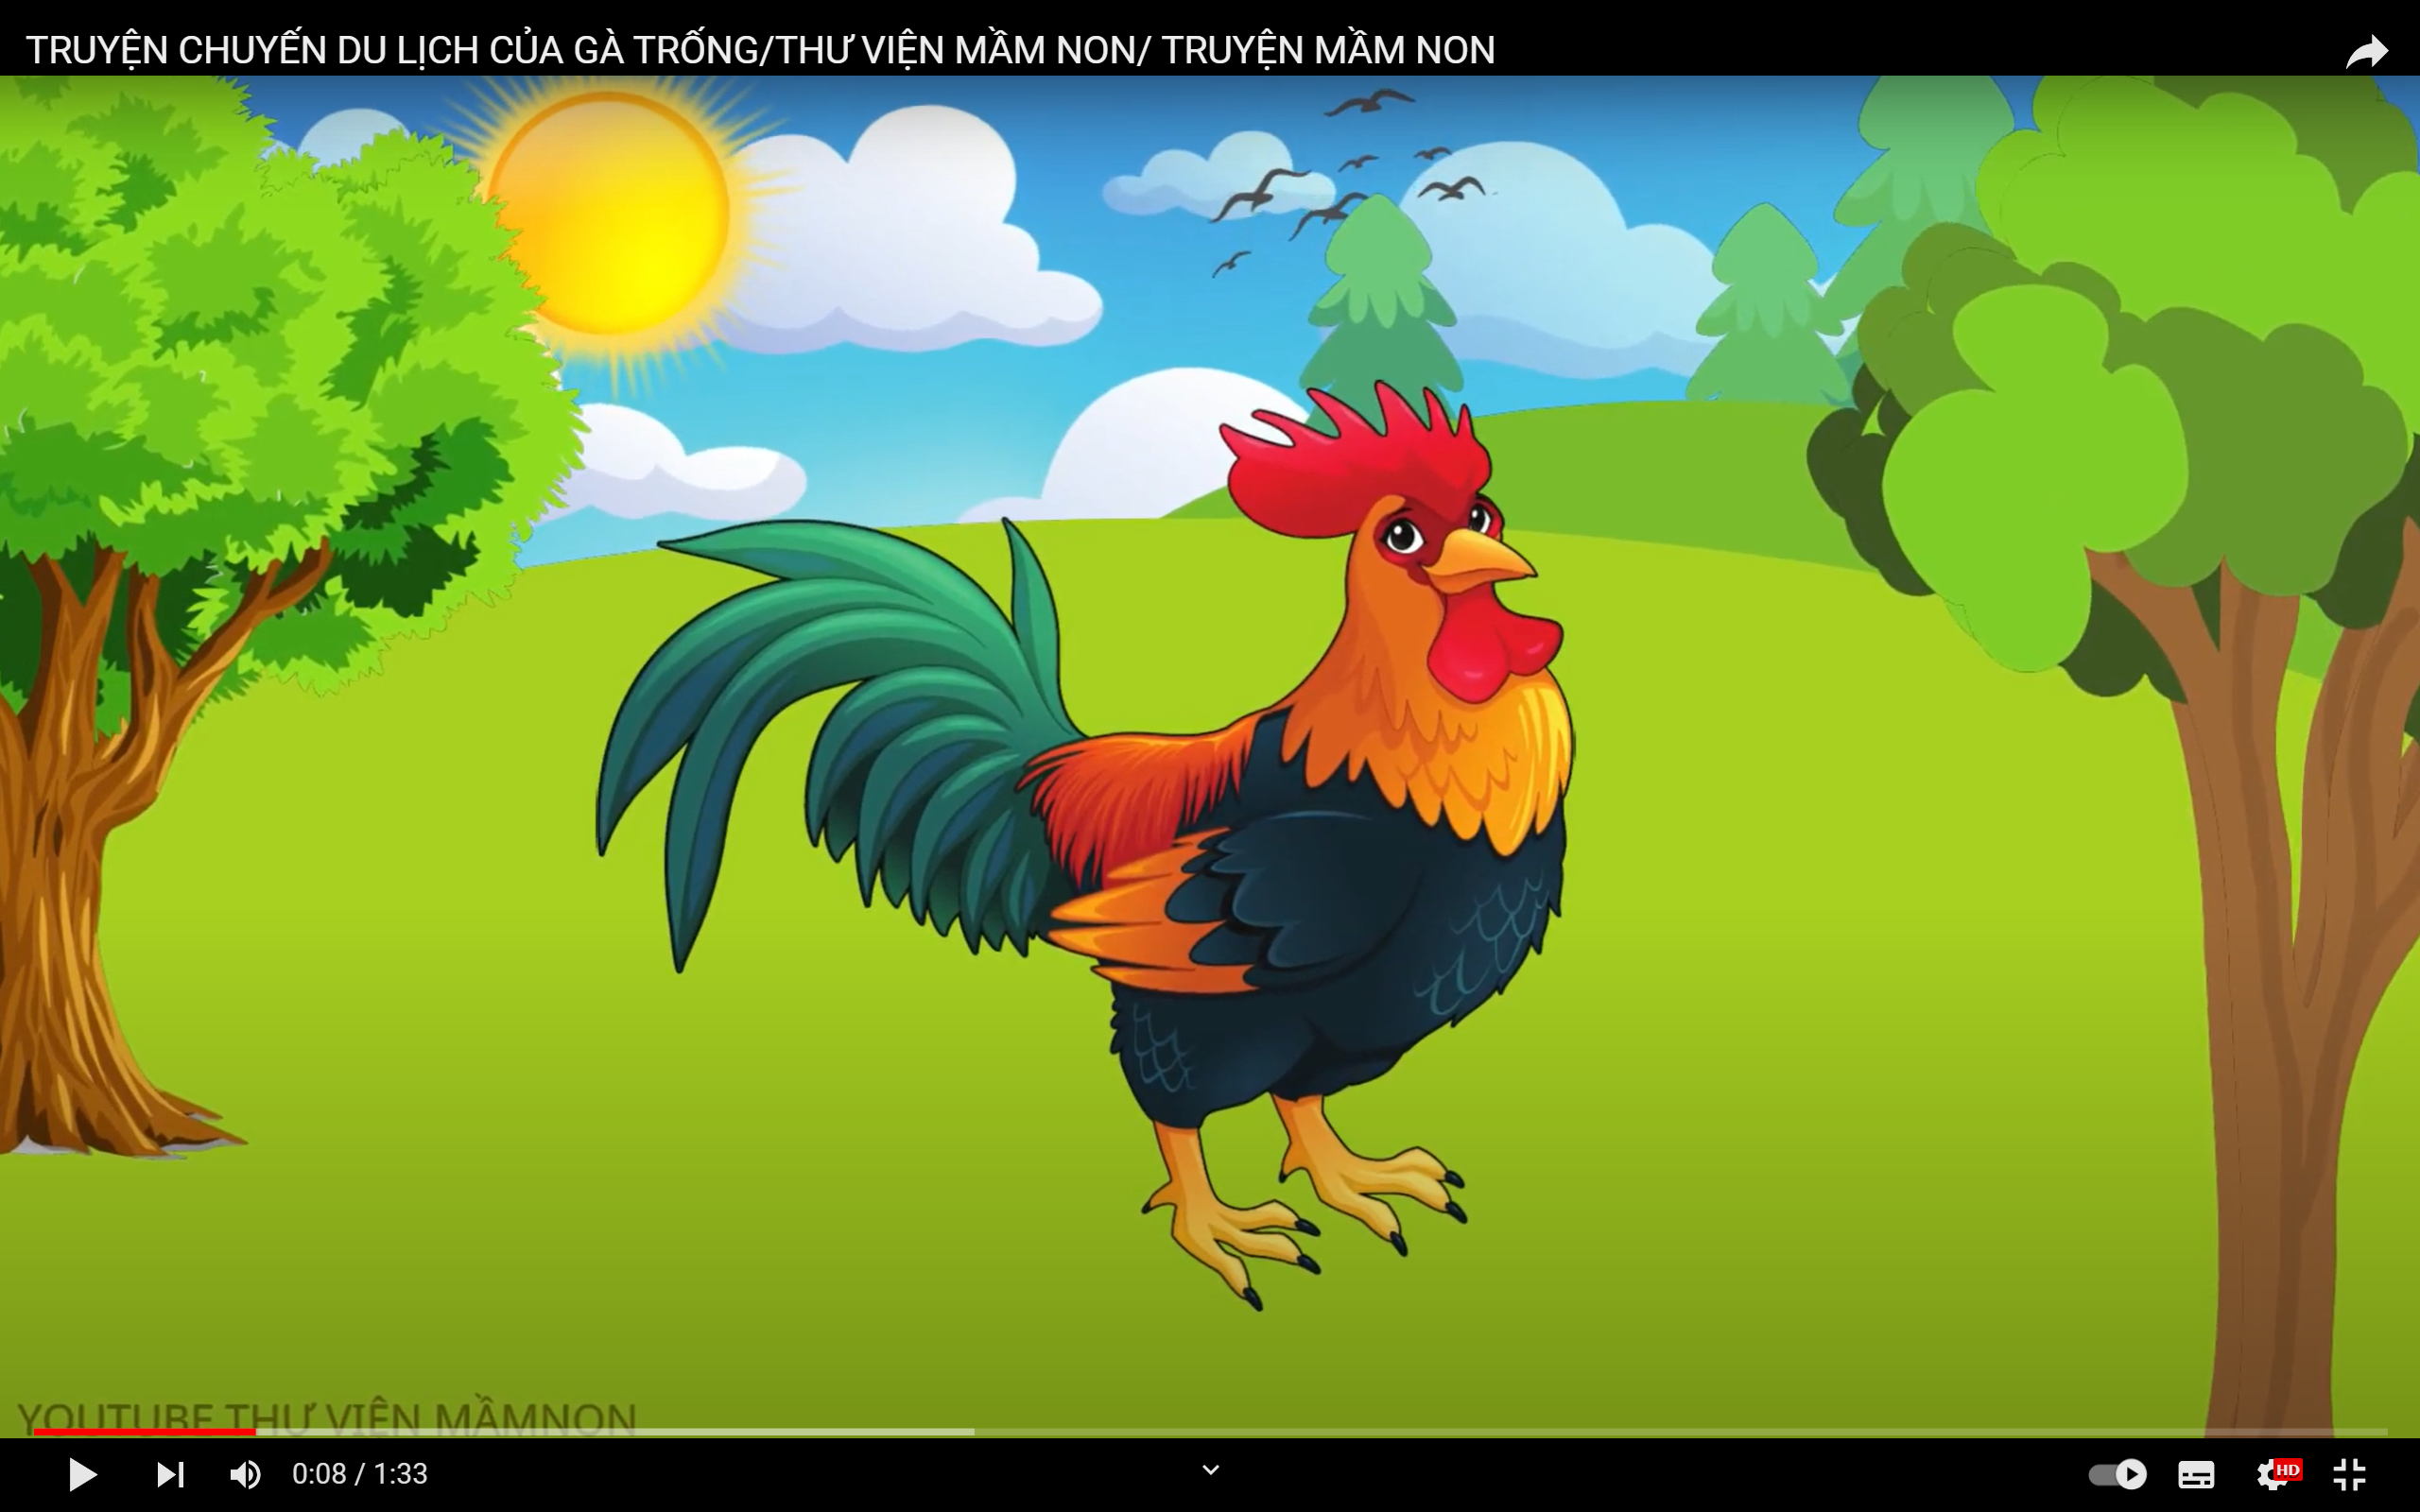 TRUYỆN CHUYẾN DU LỊCH CỦA GÀ TRỐNG/THƯ VIỆN MẦM NON/ TRUYỆN MẦM NON
YOUTUBE THƯ VIỆN MẦMNON
0:08 / 1:33
HD